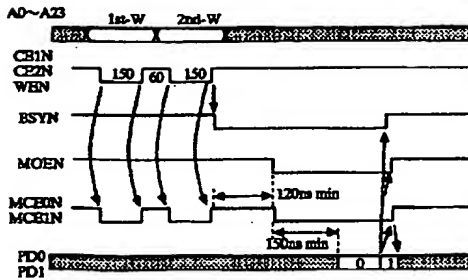 A0~A23
1st-W 2nd-W
CE1N
CE2N 150 60 150
WEN
BSYN
MOEN
120ns min
MCE0N
MCE1N
150ns min
PD0 0 1
PD1